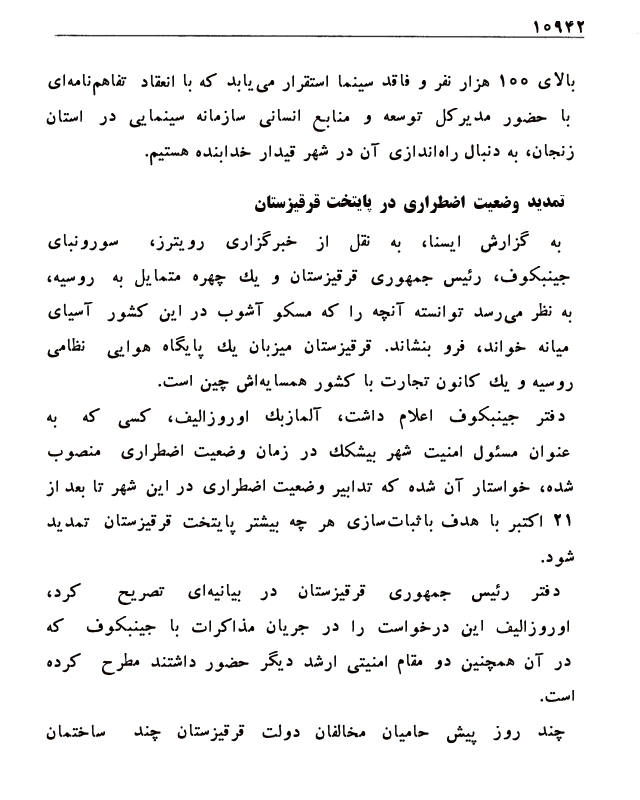 ۱۰۹۴۲
بالای ۱۰۰ هزار نفر و فاقد سینما استقرار می‌یابد که با انعقاد تفاهم‌نامه‌ای
با حضور مدیرکل توسعه و منابع انسانی سازمانه سینمایی در استان
زنجان، به دنبال راه‌اندازی آن در شهر قیدار خدابنده هستیم.
تمدید وضعیت اضطراری در پایتخت قرقیزستان
به گزارش ایسنا، به نقل از خبرگزاری رویترز، سورونبای
جینبکوف، رئیس جمهوری قرقیزستان و یك چهره متمایل به روسیه،
به نظر می‌رسد توانسته آنچه را که مسکو آشوب در این کشور آسیای
میانه خواند، فرو بنشاند. قرقیزستان میزبان یك پایگاه هوایی نظامی
روسیه و یك کانون تجارت با کشور همسایه‌اش چین است.
دفتر جینبکوف اعلام داشت، آلمازبك اوروزالیف، کسی که به
عنوان مسئول امنیت شهر بیشکك در زمان وضعیت اضطراری منصوب
شده، خواستار آن شده که تدابیر وضعیت اضطراری در این شهر تا بعد از
۲۱ اکتبر با هدف باثبات‌سازی هر چه بیشتر پایتخت قرقیزستان تمدید
شود.
دفتر رئیس جمهوری قرقیزستان در بیانیه‌ای تصریح کرد،
اوروزالیف این درخواست را در جریان مذاکرات با جینبکوف که
در آن همچنین دو مقام امنیتی ارشد دیگر حضور داشتند مطرح کرده
است.
چند روز پیش حامیان مخالفان دولت قرقیزستان چند ساختمان